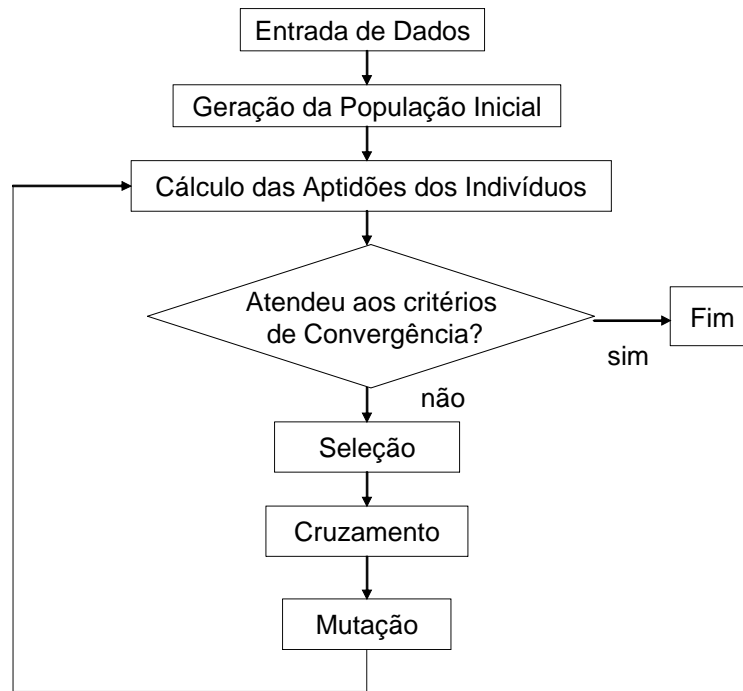 Entrada de Dados
Geração da População Inicial
Cálculo das Aptidões dos Indivíduos
Atendeu aos critérios
de Convergência?
Fim
sim
não
Seleção
Cruzamento
Mutação